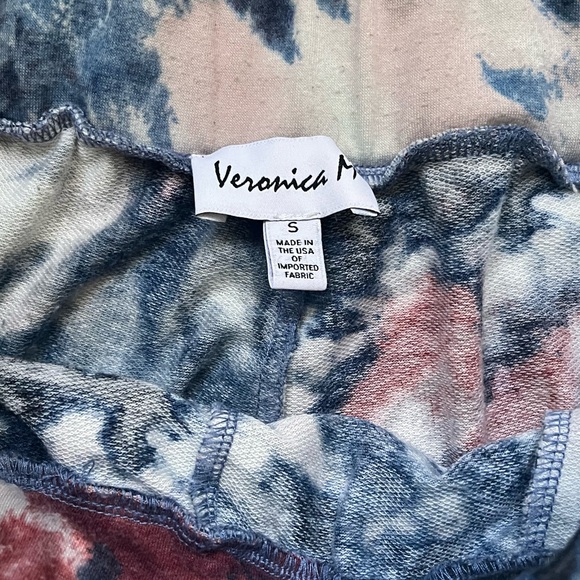 Veronica M
S
MADE IN
THE USA
OF
IMPORTED
FABRIC